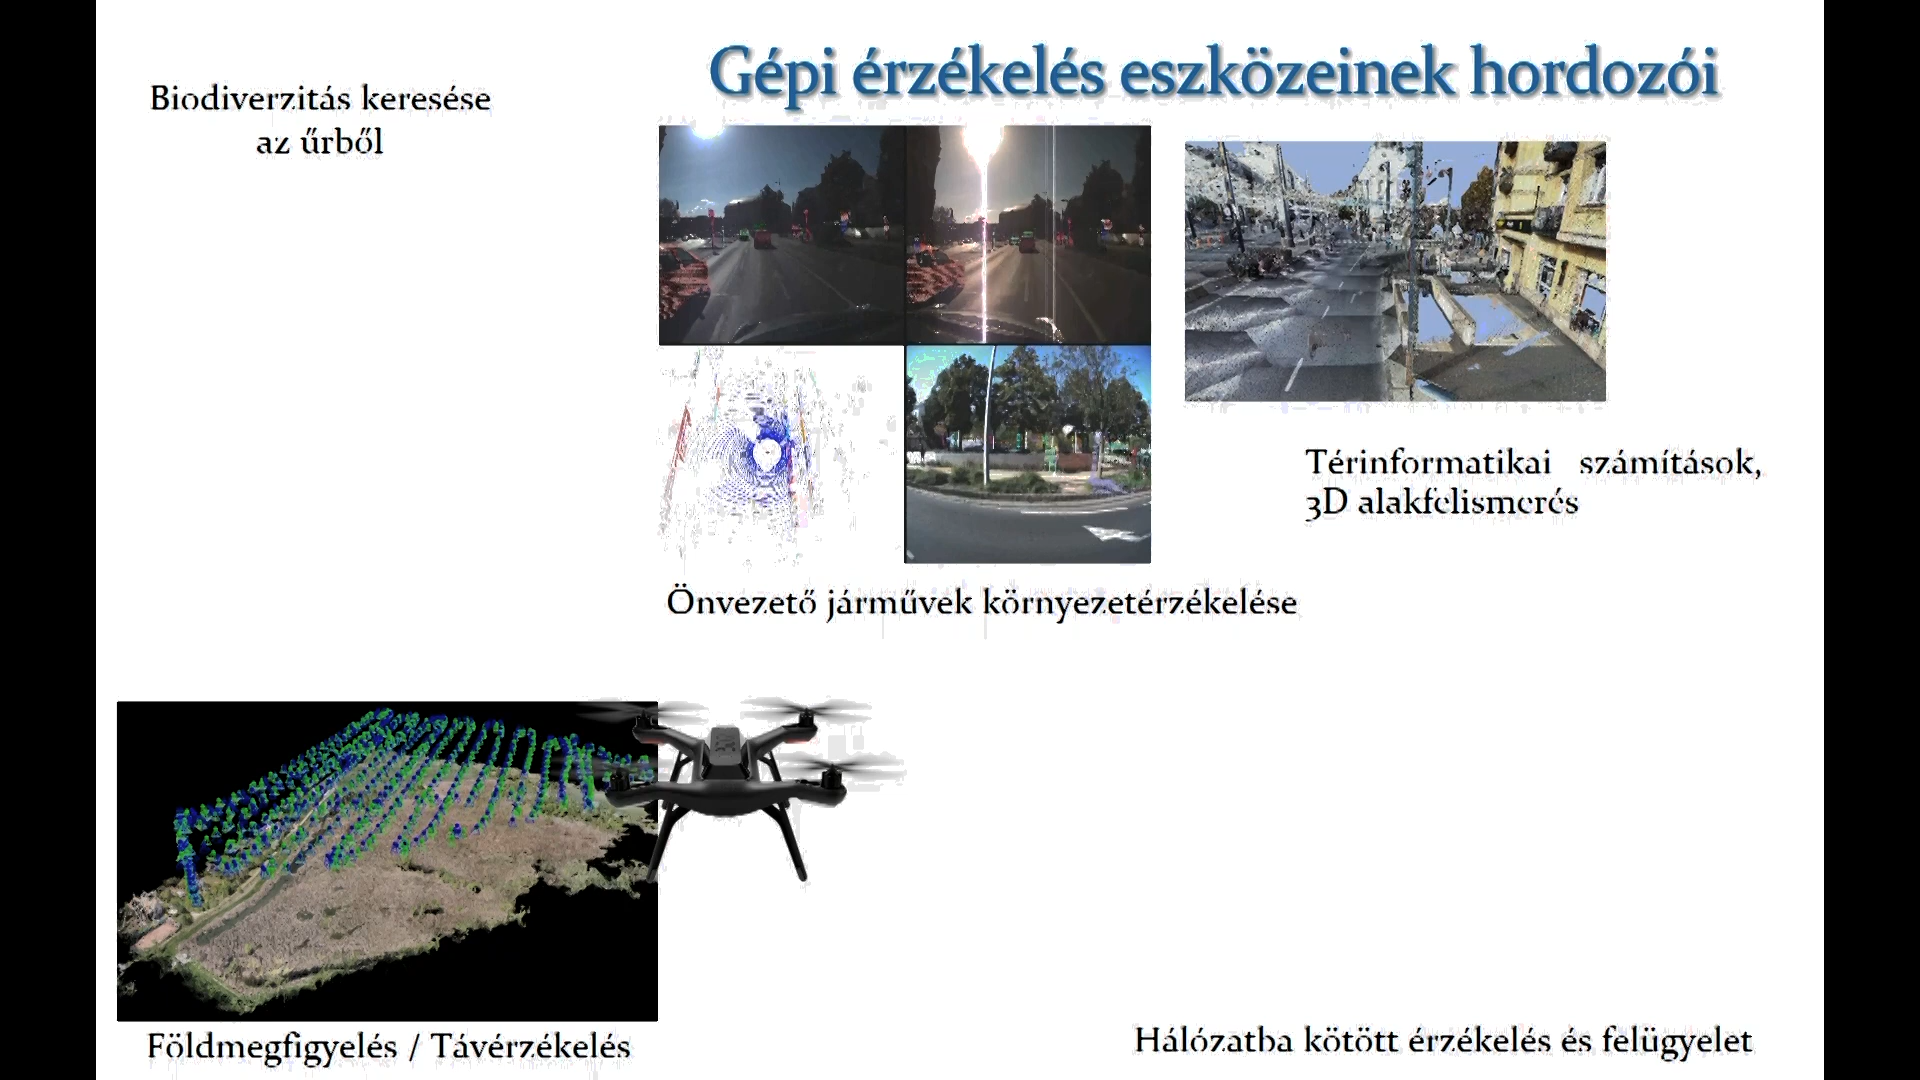 Gépi érzékelés eszközeinek hordozói
Biodiverzitás keresése
az űrből
Térinformatikai számítások,
3D alakfelismerés
Önvezető járművek környezetérzékelése
Földmegfigyelés / Távérzékelés
Hálózatba kötött érzékelés és felügyelet